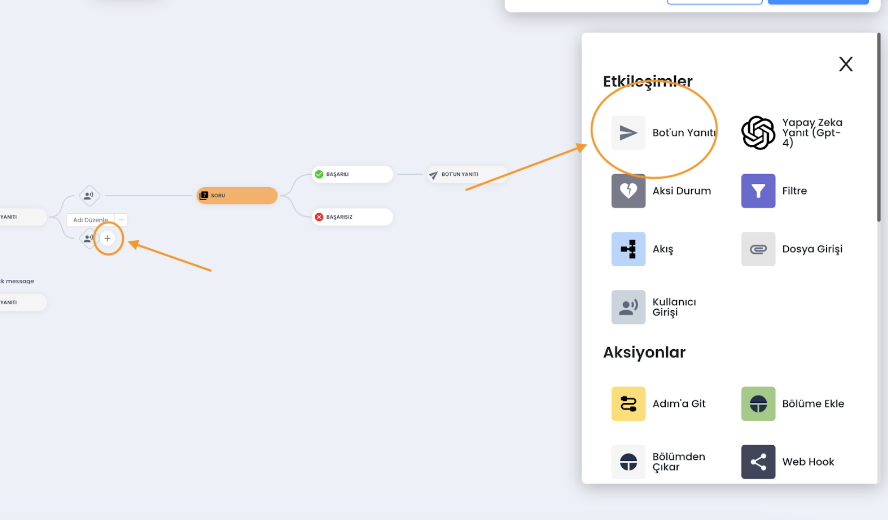 Etkileşimler
X
Bot'un Yanıtı
Yapay Zeka
Yanıt (Gpt-
4)
Aksi Durum
Filtre
Akış
Dosya Girişi
Kullanıcı
Girişi
Aksiyonlar
Adım'a Git
Bölüme Ekle
Bölümden
Çıkar
Web Hook
BAŞARILI
BOT'UN YANITI
SORU
YANITI
BAŞARISIZ
Adı Düzenle
message
YANITI